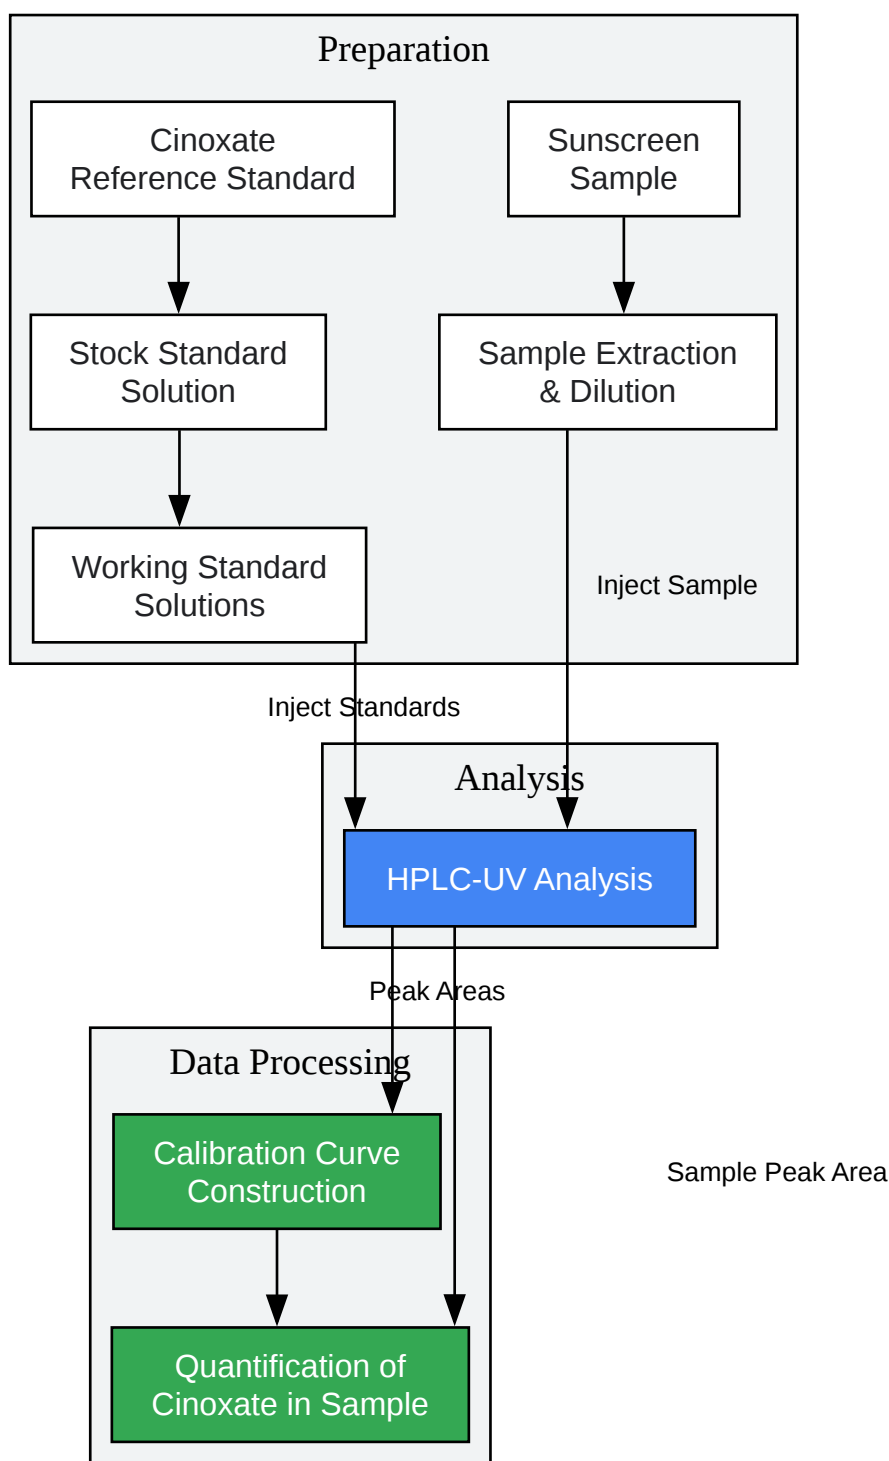 Preparation
Cinoxate
Reference Standard
Sunscreen
Sample
Stock Standard
Solution
Sample Extraction
& Dilution
Working Standard
Solutions
Inject Sample
Inject Standards
Analysis
HPLC-UV Analysis
Peak Areas
Data Processing
Calibration Curve
Construction
Sample Peak Area
Quantification of
Cinoxate in Sample